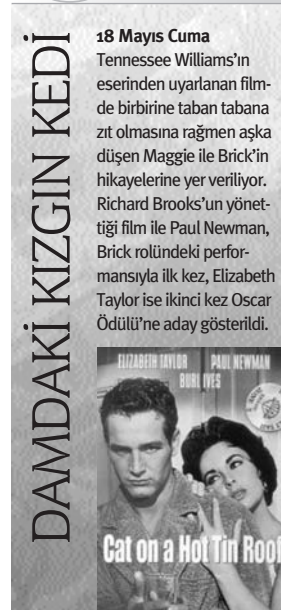 DAMDAKİ KIZGIN KEDİ
18 Mayıs Cuma
Tennessee Williams’ın
eserinden uyarlanan film-
de birbirine taban tabana
zıt olmasına rağmen aşka
düşen Maggie ile Brick’in
hikayelerine yer veriliyor.
Richard Brooks’un yönet-
tiği film ile Paul Newman,
Brick rolündeki perfor-
mansıyla ilk kez, Elizabeth
Taylor ise ikinci kez Oscar
Ödülü’ne aday gösterildi.
ELIZABETH TAYLOR PAUL NEWMAN
BURL IVES
Cat on a Hot Tin Roof